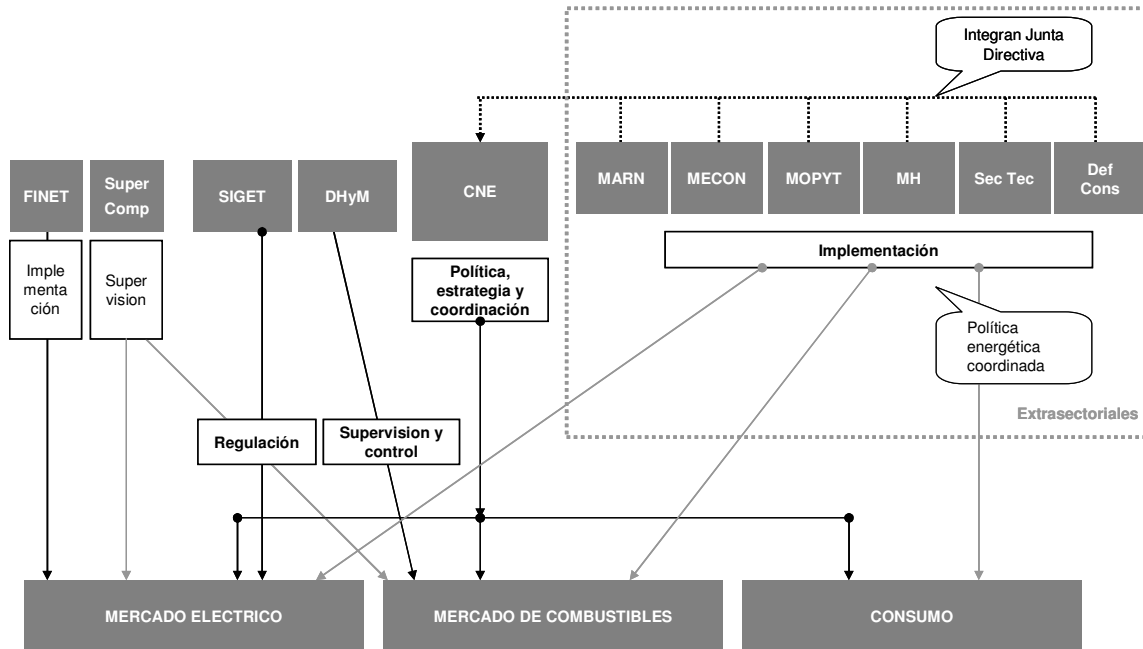 Integran Junta
Directiva
FINET
Super
Comp
SIGET
DHyM
CNE
MARN
MECON
MOPYT
MH
Sec Tec
Def
Cons
Imple
menta
ción
Super
vision
Política,
estrategia y
coordinación
Implementación
Política
energética
coordinada
Extrasectoriales
Regulación
Supervision y
control
MERCADO ELECTRICO
MERCADO DE COMBUSTIBLES
CONSUMO